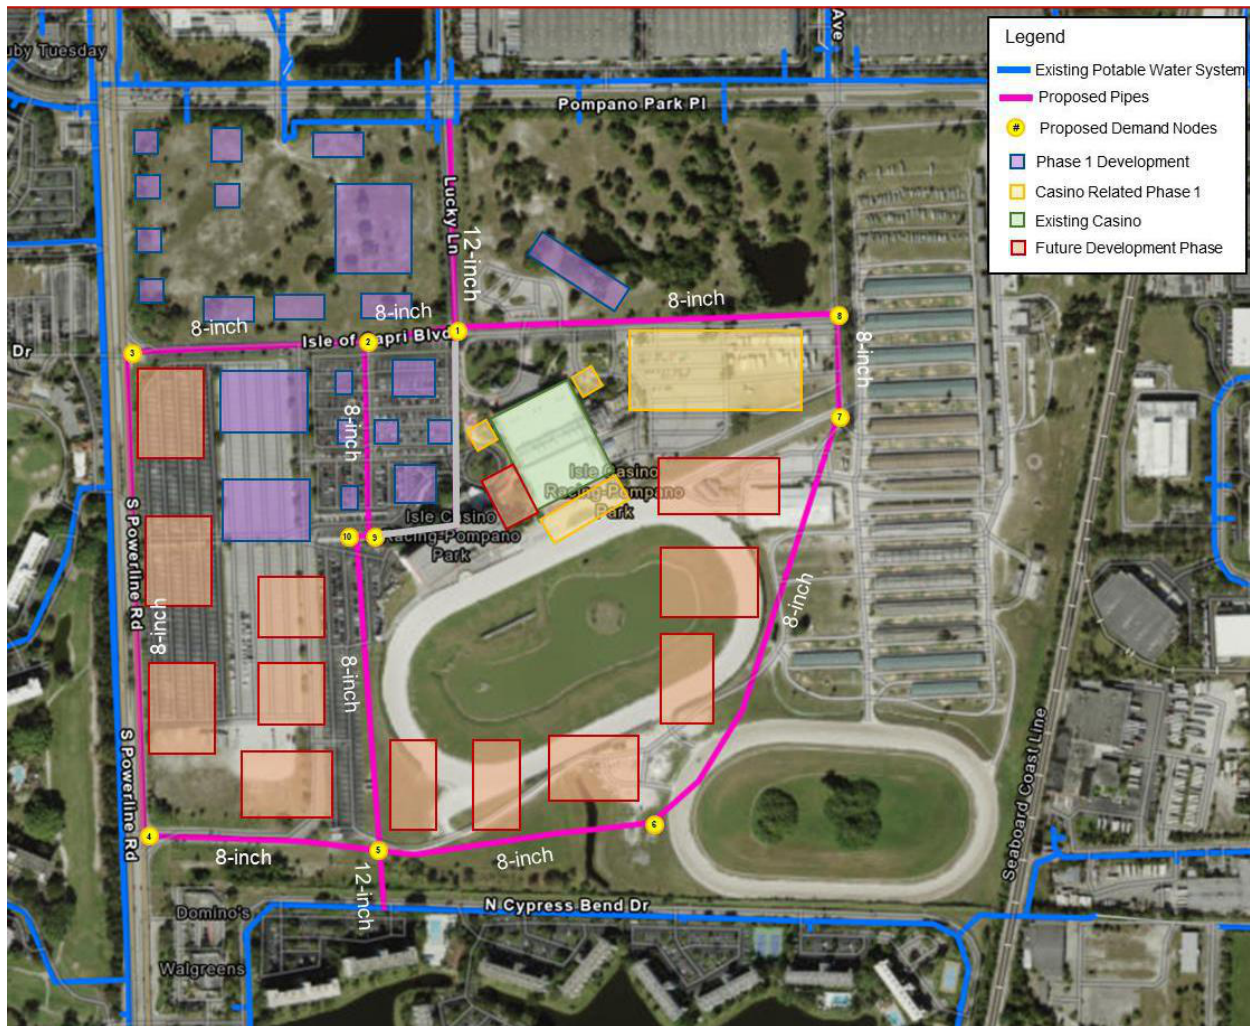 uby Tuesday
Ave
Legend
Existing Potable Water System
Proposed Pipes
# Proposed Demand Nodes
Phase 1 Development
Casino Related Phase 1
Existing Casino
Future Development Phase
Pompano Park Pl
Lucky Ln
12-inch
8-inch
8
8-inch
8-inch
1
8-inch
Isle of Capri Blvd
2
3
Dr
8-inch
7
8-inch
Isle Casino
Racing-Pompano
Park
Isle Casino
Racing-Pompano
Park
10
9
S Powerline Rd
8-inch
8-inch
8-inch
S Powerline Rd
Seaboard Coast Line
4
6
5
8-inch
8-inch
12-inch
N Cypress Bend Dr
Domino's
Walgreens